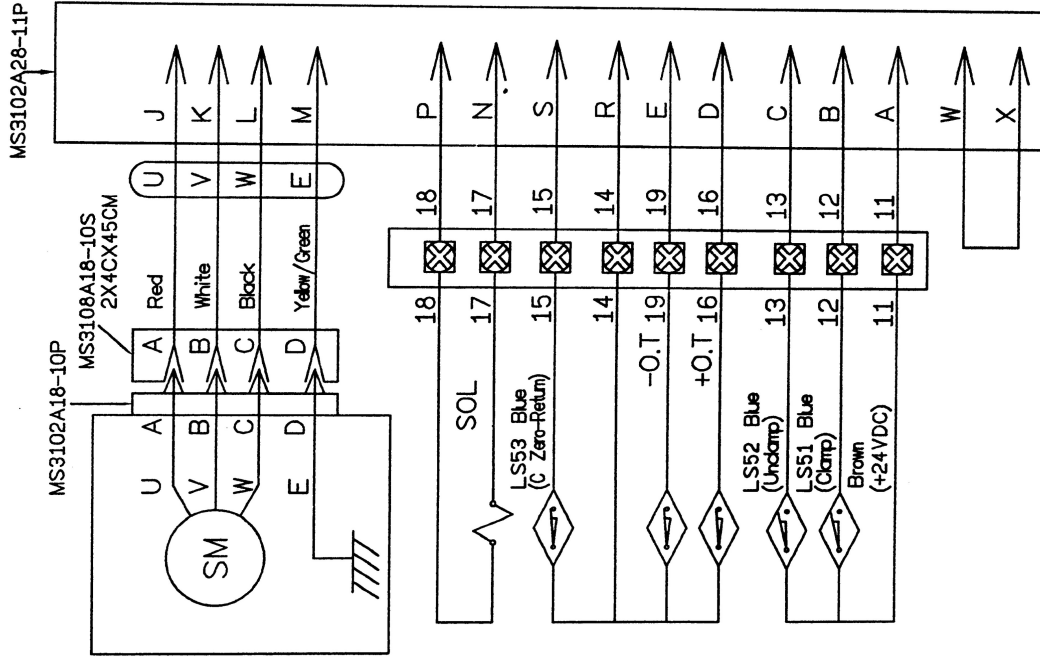 MS3102A28-11P
J K L M P N S R E D C B A W X
U V W E
18 17 15 14 19 16 13 12 11
MS3108A18-10S
2X4CX45CM
Red
White
Black
Yellow/Green
MS3102A18-10P
A B C D
A B C D
U V W E
SM
18 17 15 14 19 16 13 12 11
-O.T
+O.T
SOL
LS53 Blue
(C Zero-Return)
LS52 Blue
(Unclamp)
LS51 Blue
(Clamp)
Brown
(+24VDC)